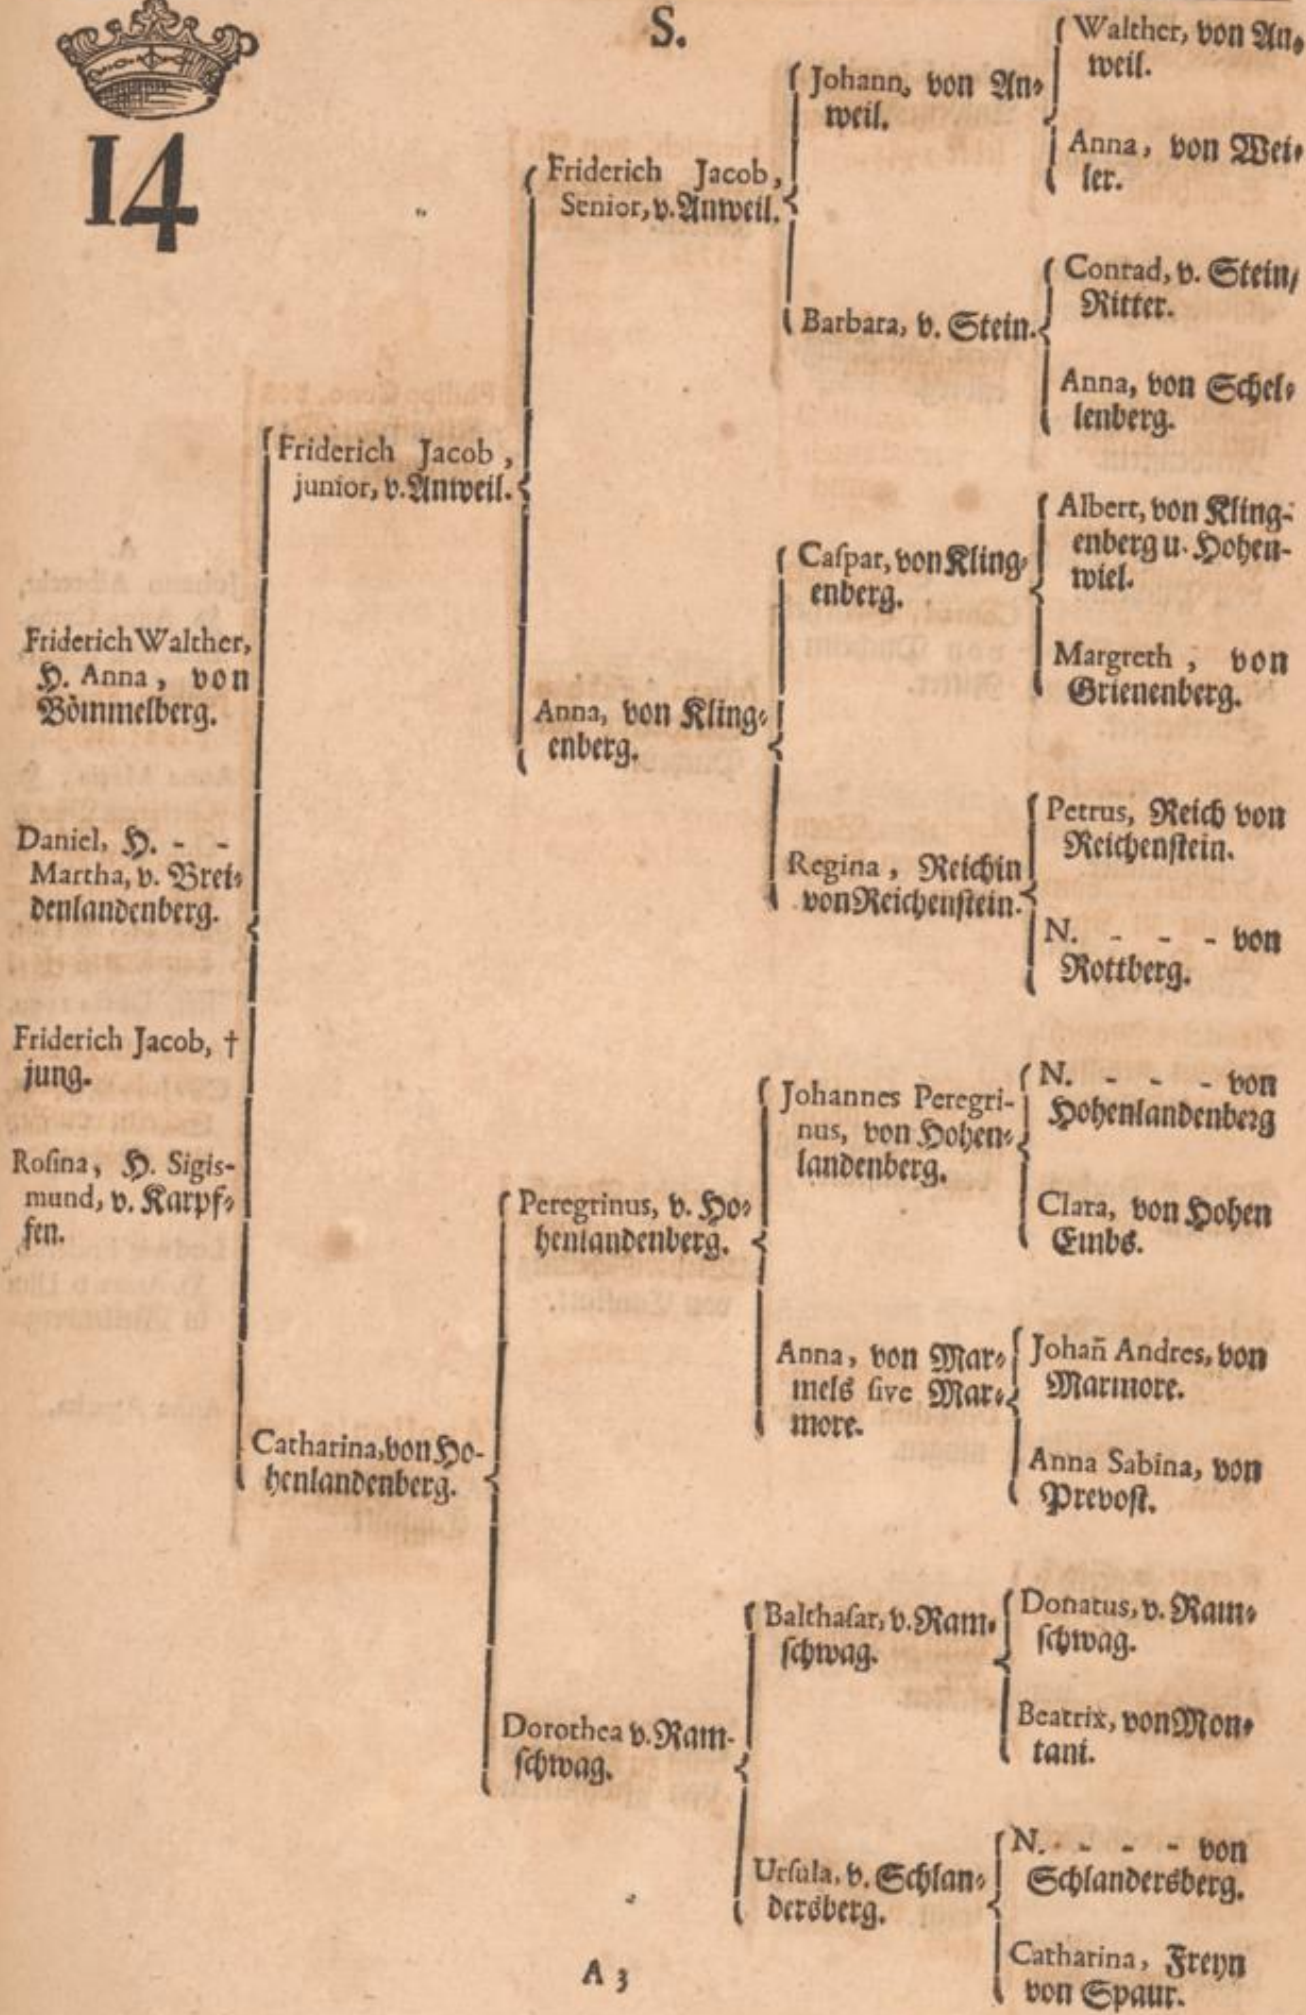 S.
14
Friderich Walther,
H. Anna, von
Bömmelberg.
Daniel, H. - -
Martha, v. Brei-
denlandenberg.
Friderich Jacob, †
jung.
Rosina, H. Sigis-
mund, v. Karpf-
fen.
Friderich Jacob,
junior, v. Anweil.
Catharina, von Ho-
henlandenberg.
Friderich Jacob,
Senior, v. Anweil.
Anna, von Kling-
enberg.
Peregrinus, v. Ho-
henlandenberg.
Dorothea v. Ram-
schwag.
Johann, von An-
weil.
Barbara, v. Stein.
Caspar, von Kling-
enberg.
Regina, Reichin
von Reichenstein.
Johannes Peregri-
nus, von Hohen-
landenberg.
Anna, von Mar-
mels sive Mar-
more.
Balthasar, v. Ram-
schwag.
Ursula, v. Schlan-
dersberg.
Walther, von An-
weil.
Anna, von Wei-
ler.
Conrad, v. Stein/
Ritter.
Anna, von Schel-
lenberg.
Albert, von Kling-
enberg u. Hohen-
wiel.
Margreth, von
Grienenberg.
Petrus, Reich von
Reichenstein.
N. - - - von
Rottberg.
N. - - - von
Hohenlandenberg
Clara, von Hohen
Embs.
Johañ Andres, von
Marmore.
Anna Sabina, von
Prevost.
Donatus, v. Ram-
schwag.
Beatrix, von Mon-
tani.
N. - - - von
Schlandersberg.
Catharina, Freyn
von Spaur.
A 3